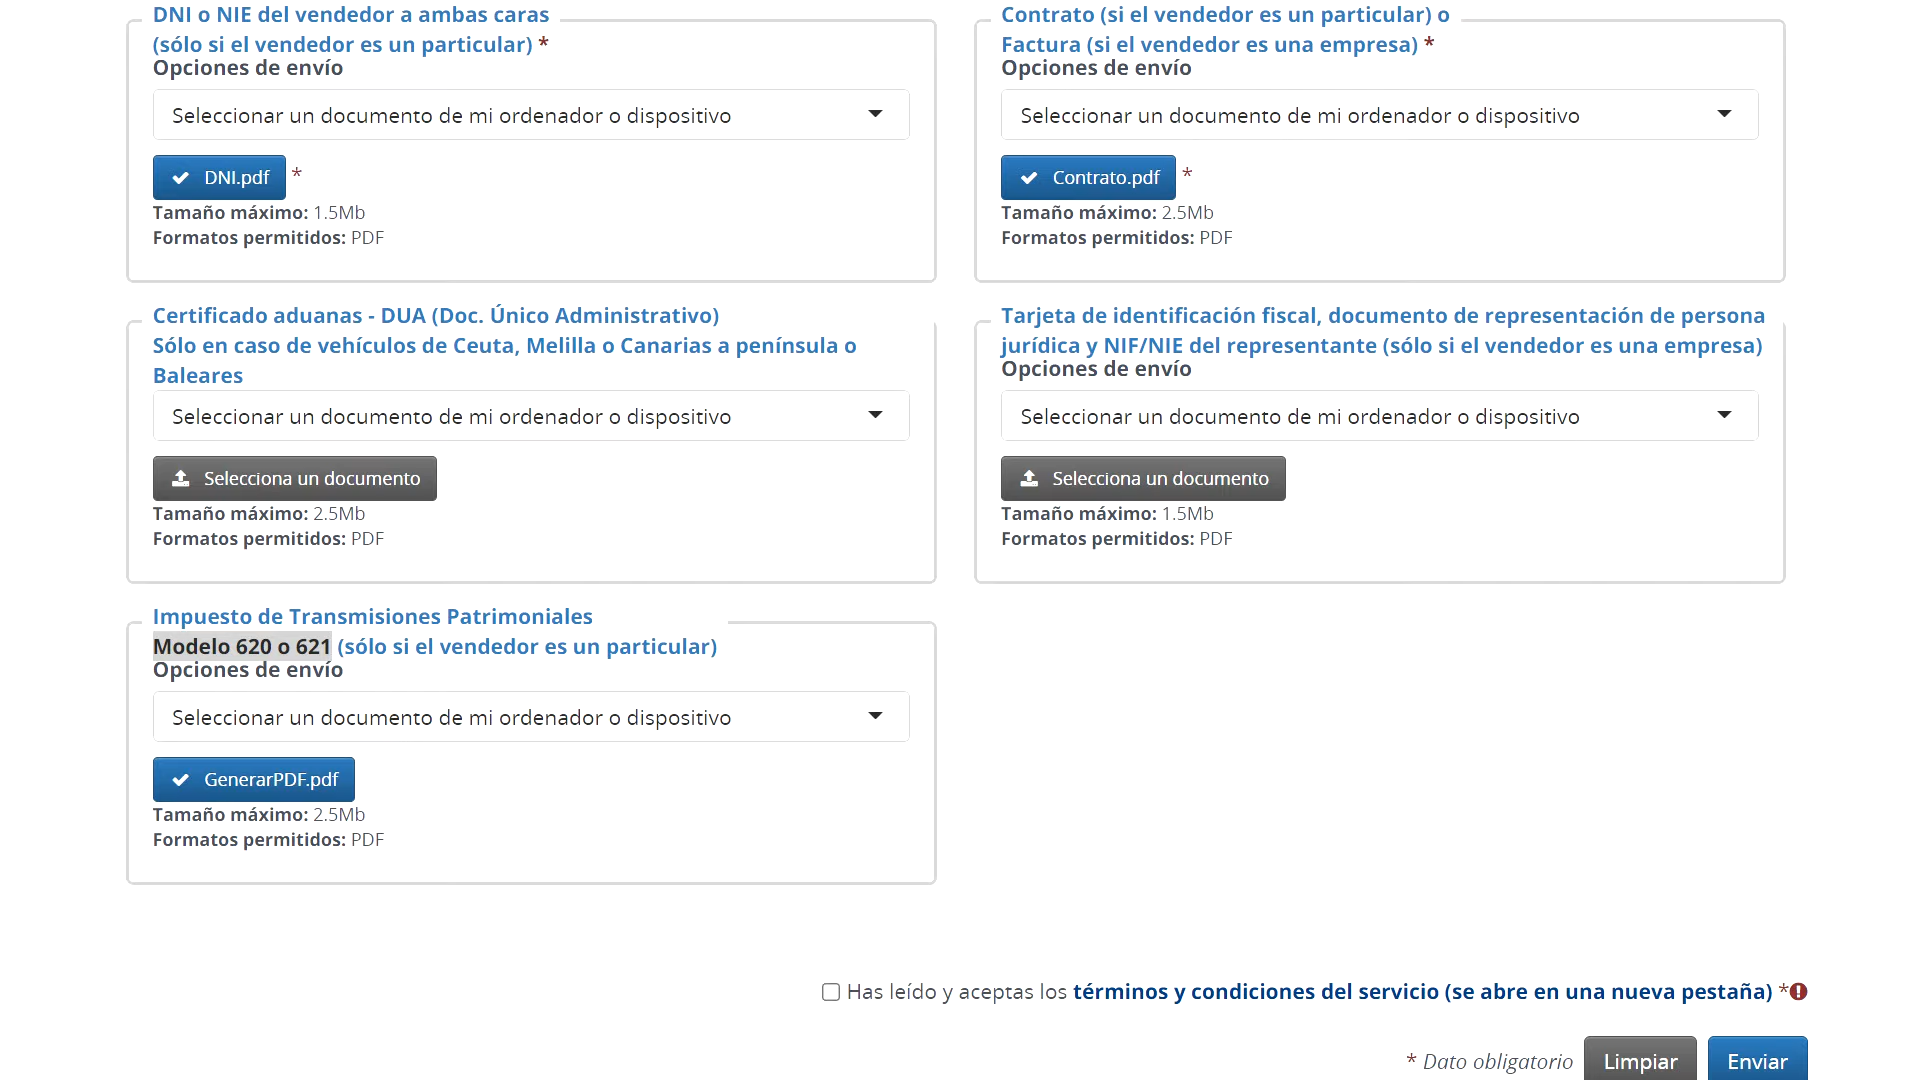 DNI o NIE del vendedor a ambas caras
(sólo si el vendedor es un particular) *
Opciones de envío
Seleccionar un documento de mi ordenador o dispositivo
DNI.pdf *
Tamaño máximo: 1.5Mb
Formatos permitidos: PDF
Contrato (si el vendedor es un particular) o
Factura (si el vendedor es una empresa) *
Opciones de envío
Seleccionar un documento de mi ordenador o dispositivo
Contrato.pdf *
Tamaño máximo: 2.5Mb
Formatos permitidos: PDF
Certificado aduanas - DUA (Doc. Único Administrativo)
Sólo en caso de vehículos de Ceuta, Melilla o Canarias a península o
Baleares
Seleccionar un documento de mi ordenador o dispositivo
Selecciona un documento
Tamaño máximo: 2.5Mb
Formatos permitidos: PDF
Tarjeta de identificación fiscal, documento de representación de persona
jurídica y NIF/NIE del representante (sólo si el vendedor es una empresa)
Opciones de envío
Seleccionar un documento de mi ordenador o dispositivo
Selecciona un documento
Tamaño máximo: 1.5Mb
Formatos permitidos: PDF
Impuesto de Transmisiones Patrimoniales
Modelo 620 o 621 (sólo si el vendedor es un particular)
Opciones de envío
Seleccionar un documento de mi ordenador o dispositivo
GenerarPDF.pdf
Tamaño máximo: 2.5Mb
Formatos permitidos: PDF
Has leído y aceptas los términos y condiciones del servicio (se abre en una nueva pestaña) *
* Dato obligatorio
Limpiar
Enviar